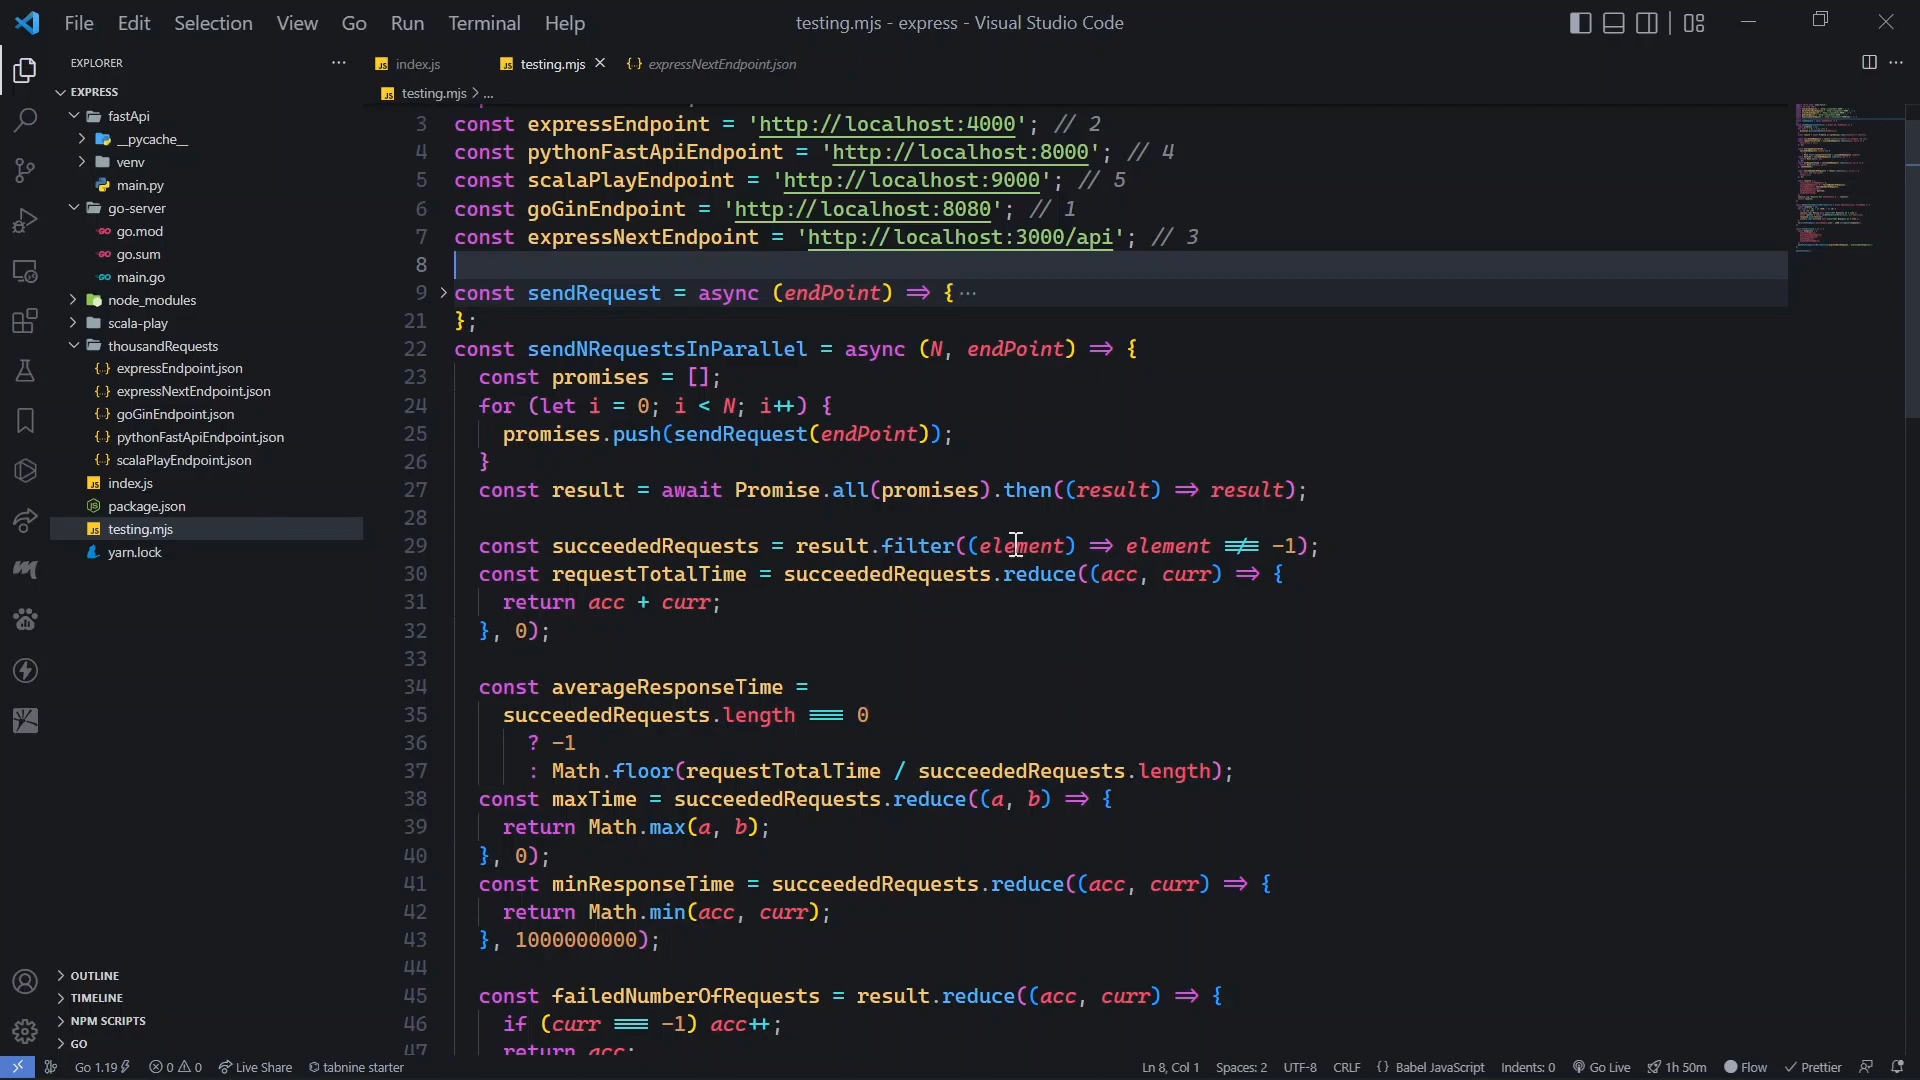 File Edit Selection View Go Run Terminal Help
testing.mjs - express - Visual Studio Code
EXPLORER
EXPRESS
fastApi
__pycache__
venv
main.py
go-server
go.mod
go.sum
main.go
node_modules
scala-play
thousandRequests
expressEndpoint.json
expressNextEndpoint.json
goGinEndpoint.json
pythonFastApiEndpoint.json
scalaPlayEndpoint.json
index.js
package.json
testing.mjs
yarn.lock
OUTLINE
TIMELINE
NPM SCRIPTS
GO
index.js testing.mjs expressNextEndpoint.json
testing.mjs > ...
3 const expressEndpoint = 'http://localhost:4000'; // 2
4 const pythonFastApiEndpoint = 'http://localhost:8000'; // 4
5 const scalaPlayEndpoint = 'http://localhost:9000'; // 5
6 const goGinEndpoint = 'http://localhost:8080'; // 1
7 const expressNextEndpoint = 'http://localhost:3000/api'; // 3
8
9 const sendRequest = async (endPoint) => { ...
21 };
22 const sendNRequestsInParallel = async (N, endPoint) => {
23 const promises = [];
24 for (let i = 0; i < N; i++) {
25 promises.push(sendRequest(endPoint));
26 }
27 const result = await Promise.all(promises).then((result) => result);
28
29 const succeededRequests = result.filter((element) => element !== -1);
30 const requestTotalTime = succeededRequests.reduce((acc, curr) => {
31 return acc + curr;
32 }, 0);
33
34 const averageResponseTime =
35 succeededRequests.length === 0
36 ? -1
37 : Math.floor(requestTotalTime / succeededRequests.length);
38 const maxTime = succeededRequests.reduce((a, b) => {
39 return Math.max(a, b);
40 }, 0);
41 const minResponseTime = succeededRequests.reduce((acc, curr) => {
42 return Math.min(acc, curr);
43 }, 1000000000);
44
45 const failedNumberOfRequests = result.reduce((acc, curr) => {
46 if (curr === -1) acc++;
47 return acc;
Go 1.19 0 0 Live Share tabnine starter
Ln 8, Col 1 Spaces: 2 UTF-8 CRLF {} Babel JavaScript Indents: 0 Go Live 1h 50m Flow Prettier